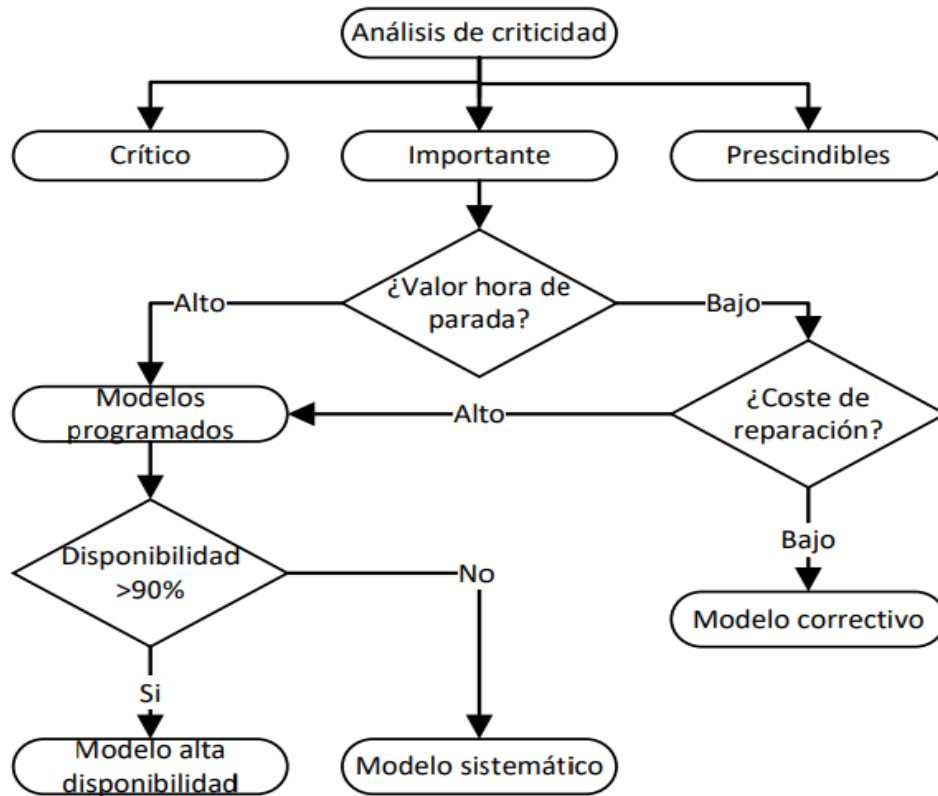 Análisis de criticidad
Crítico
Importante
Prescindibles
¿Valor hora de
parada?
Alto
Bajo
Modelos
programados
Alto
¿Coste de
reparación?
Disponibilidad
>90%
No
Bajo
Modelo correctivo
Si
Modelo alta
disponibilidad
Modelo sistemático